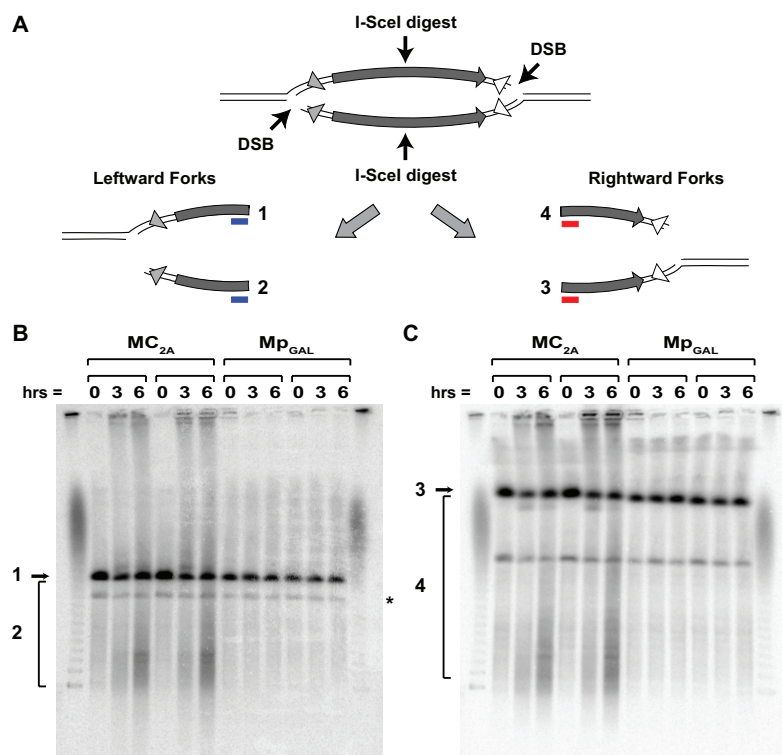 A
I-SceI digest
DSB
DSB
I-SceI digest
Leftward Forks
Rightward Forks
1
4
2
3
B
C
MC2A MpGAL
MC2A MpGAL
hrs = 0 3 6 0 3 6 0 3 6 0 3 6
0 3 6 0 3 6 0 3 6 0 3 6
3
1
4
2
*